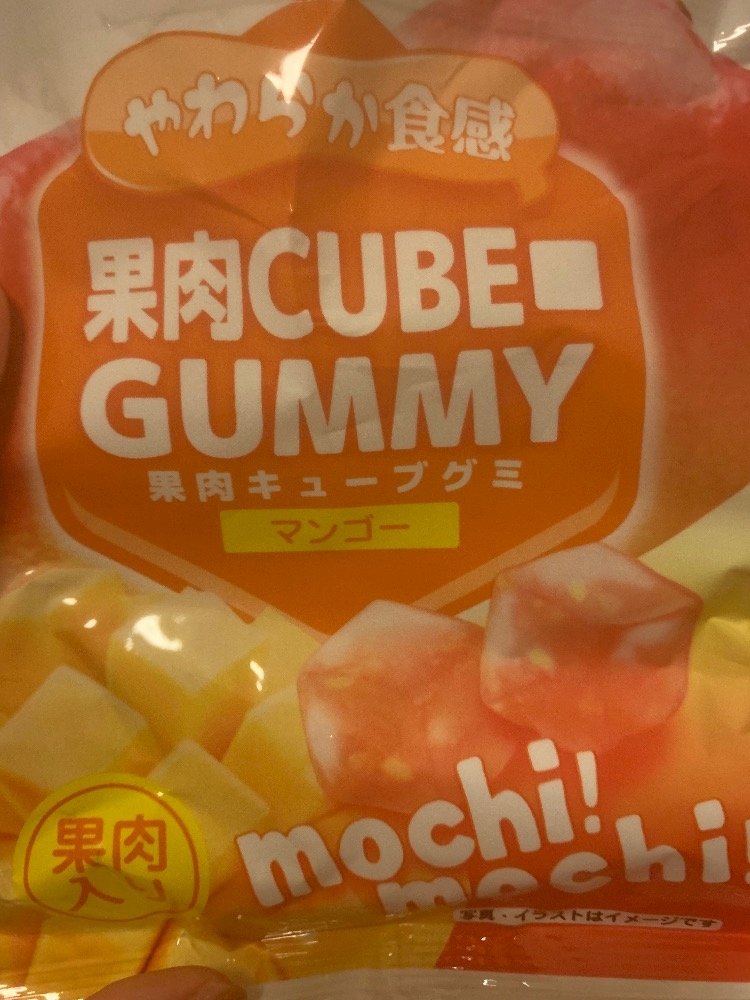 やわらか食感
果肉CUBE
GUMMY
果肉キューブグミ
マンゴー
mochi!
mochi!
果肉
入り
写真・イラストはイメージです